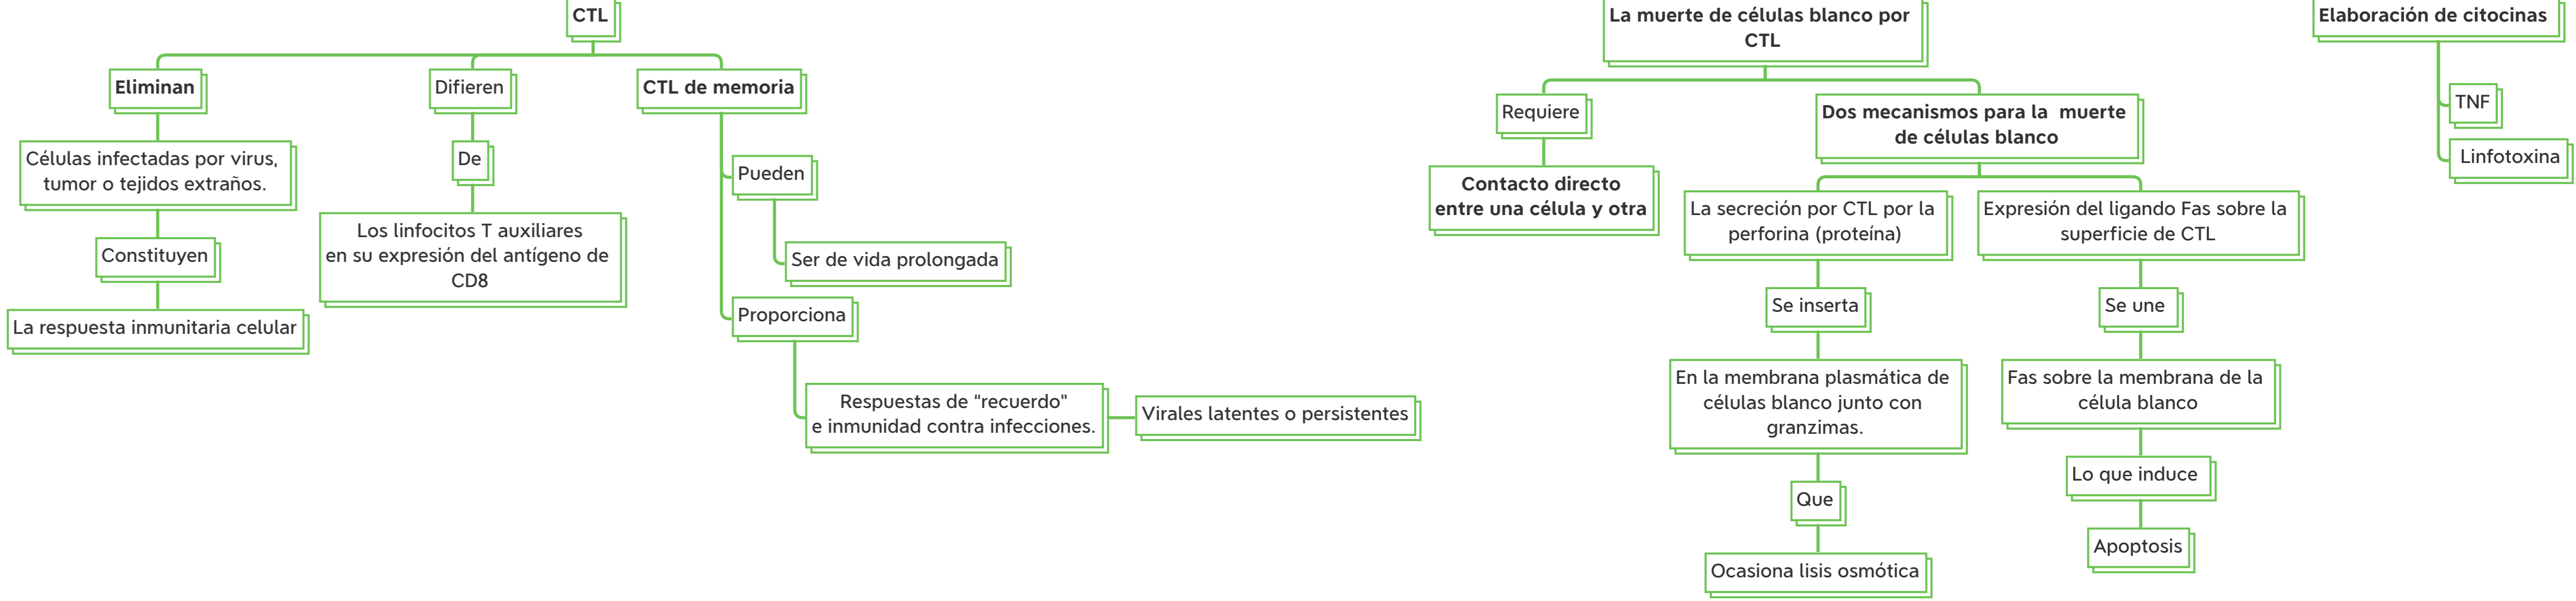 CTL
Eliminan
Células infectadas por virus,
tumor o tejidos extraños.
Constituyen
La respuesta inmunitaria celular
Difieren
De
Los linfocitos T auxiliares
en su expresión del antígeno de
CD8
CTL de memoria
Pueden
Ser de vida prolongada
Proporciona
Respuestas de "recuerdo"
e inmunidad contra infecciones.
Virales latentes o persistentes
La muerte de células blanco por
CTL
Requiere
Contacto directo
entre una célula y otra
Dos mecanismos para la muerte
de células blanco
La secreción por CTL por la
perforina (proteína)
Se inserta
En la membrana plasmática de
células blanco junto con
granzimas.
Que
Ocasiona lisis osmótica
Expresión del ligando Fas sobre la
superficie de CTL
Se une
Fas sobre la membrana de la
célula blanco
Lo que induce
Apoptosis
Elaboración de citocinas
TNF
Linfotoxina